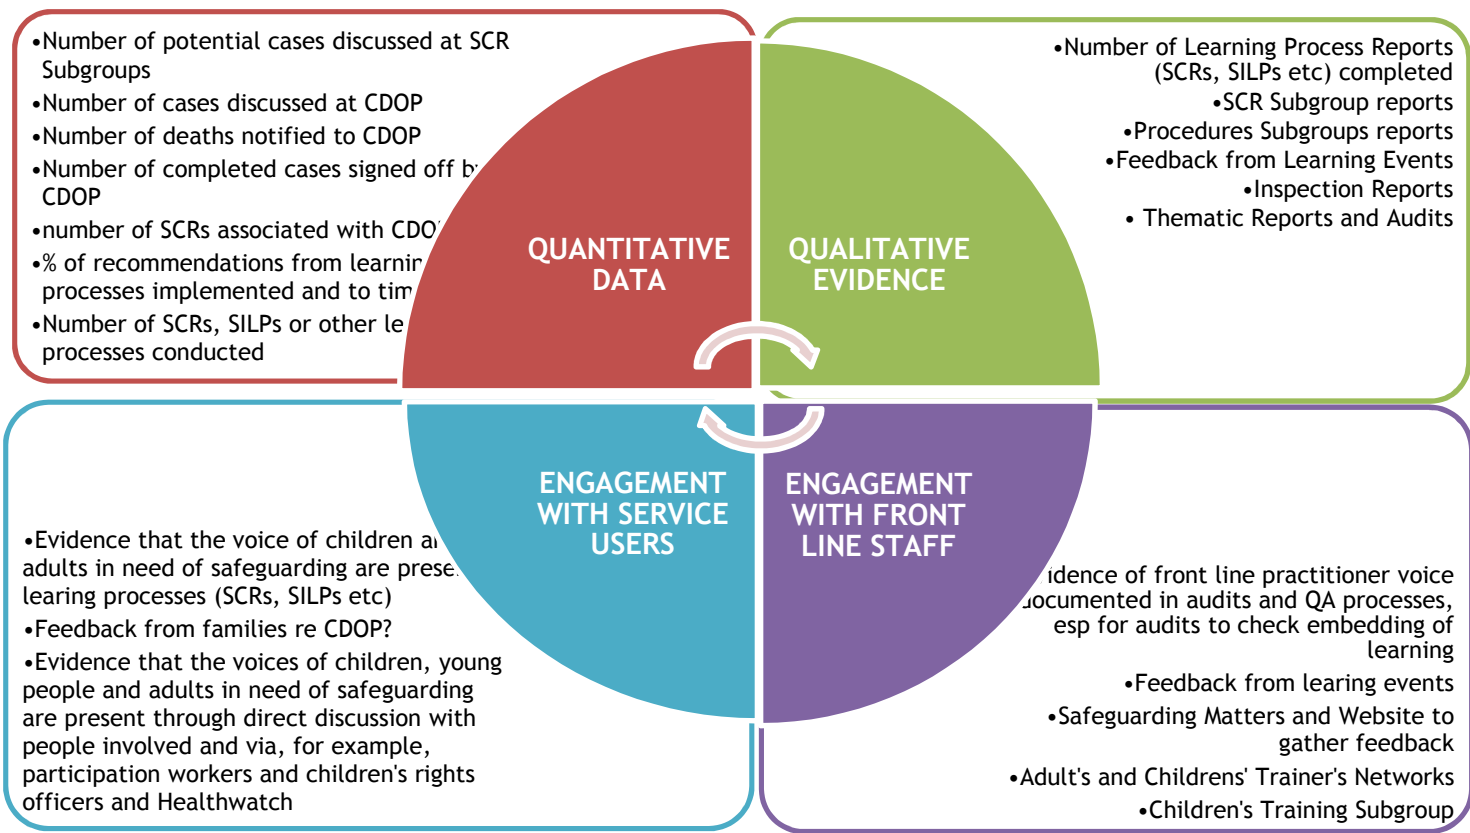 •Number of potential cases discussed at SCR
Subgroups
•Number of cases discussed at CDOP
•Number of deaths notified to CDOP
•Number of completed cases signed off
CDOP
•number of SCRs associated with
•% of recommendations from
processes implemented and to
•Number of SCRs, SILPs or other
processes conducted
QUANTITATIVE
DATA
•Number of Learning Process Reports
(SCRs, SILPs etc) completed
•SCR Subgroup reports
•Procedures Subgroups reports
•Feedback from Learning Events
•Inspection Reports
• Thematic Reports and Audits
QUALITATIVE
EVIDENCE
ENGAGEMENT
WITH SERVICE
USERS
•Evidence that the voice of children
adults in need of safeguarding are
learing processes (SCRs, SILPs etc)
•Feedback from families re CDOP?
•Evidence that the voices of children, young
people and adults in need of safeguarding
are present through direct discussion with
people involved and via, for example,
participation workers and children's rights
officers and Healthwatch
ENGAGEMENT
WITH FRONT
LINE STAFF
of front line practitioner voice
documented in audits and QA processes,
esp for audits to check embedding of
learning
•Feedback from learing events
•Safeguarding Matters and Website to
gather feedback
•Adult's and Childrens' Trainer's Networks
•Children's Training Subgroup